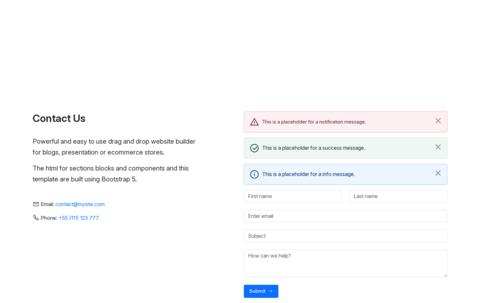 Contact Us
Powerful and easy to use drag and drop website builder
for blogs, presentation or ecommerce stores.
The html for sections blocks and components and this
template are built using Bootstrap 5.
Email: contact@mysite.com
Phone: +55 (111) 123 777
This is a placeholder for a notification message.
This is a placeholder for a success message.
This is a placeholder for a info message.
First name
Last name
Enter email
Subject
How can we help?
Submit →